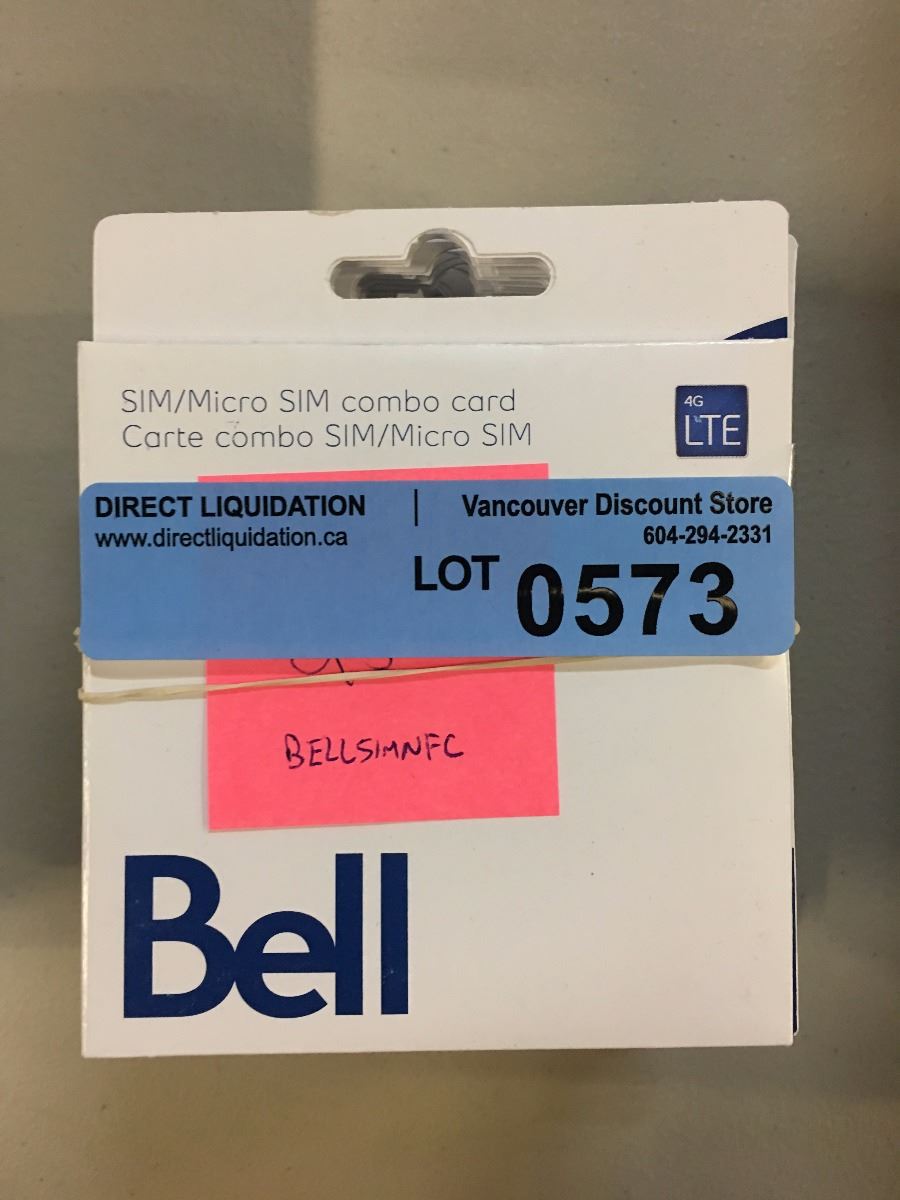 SIM/Micro SIM combo card
Carte combo SIM/Micro SIM
4G
LTE
DIRECT LIQUIDATION | Vancouver Discount Store
www.directliquidation.ca 604-294-2331
LOT 0573
BELLSIMNFC
Bell